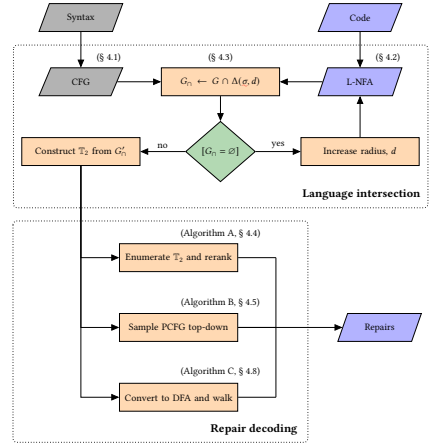 Syntax
Code
(§ 4.1)
(§ 4.3)
(§ 4.2)
CFG
G∩ ← G ∩ Δ(σ, d)
L-NFA
Construct 𝕋₂ from G′∩
no
[G∩ = ∅]
yes
Increase radius, d
Language intersection
(Algorithm A, § 4.4)
Enumerate 𝕋₂ and rerank
(Algorithm B, § 4.5)
Sample PCFG top-down
Repairs
(Algorithm C, § 4.8)
Convert to DFA and walk
Repair decoding